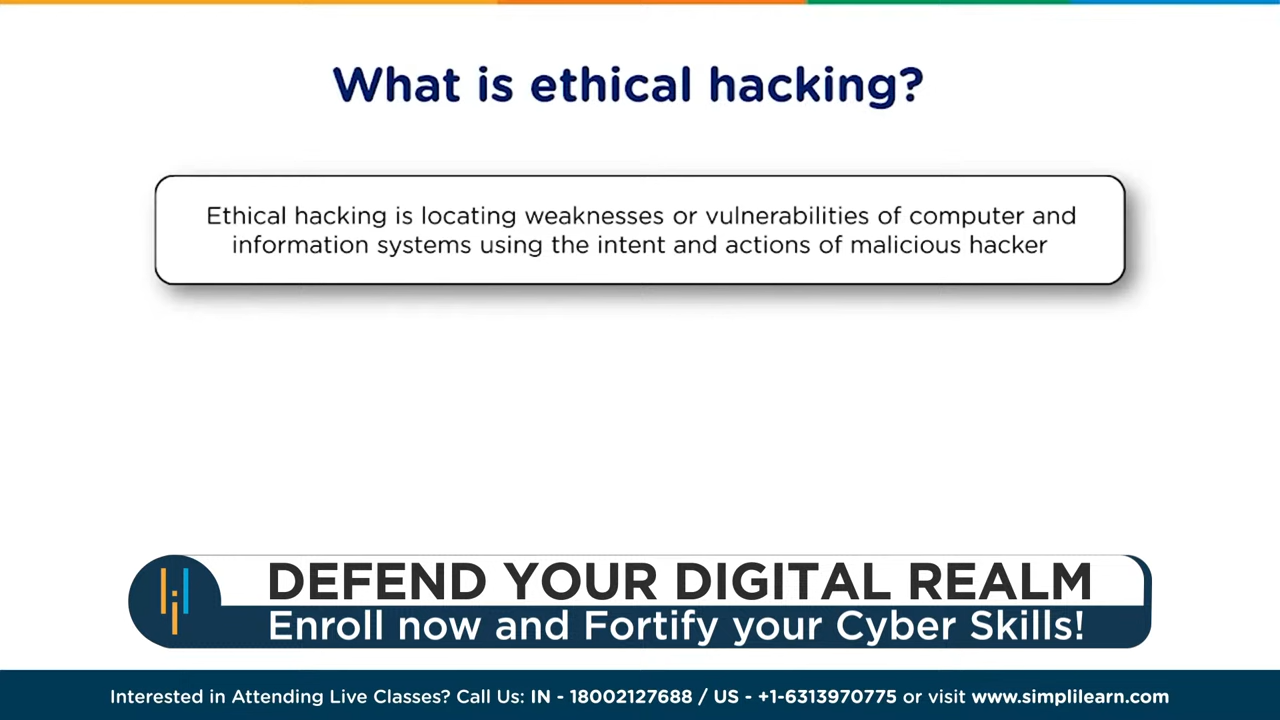 What is ethical hacking?
Ethical hacking is locating weaknesses or vulnerabilities of computer and
information systems using the intent and actions of malicious hacker
DEFEND YOUR DIGITAL REALM
Enroll now and Fortify your Cyber Skills!
Interested in Attending Live Classes? Call Us: IN - 18002127688 / US - +1-6313970775 or visit www.simplilearn.com